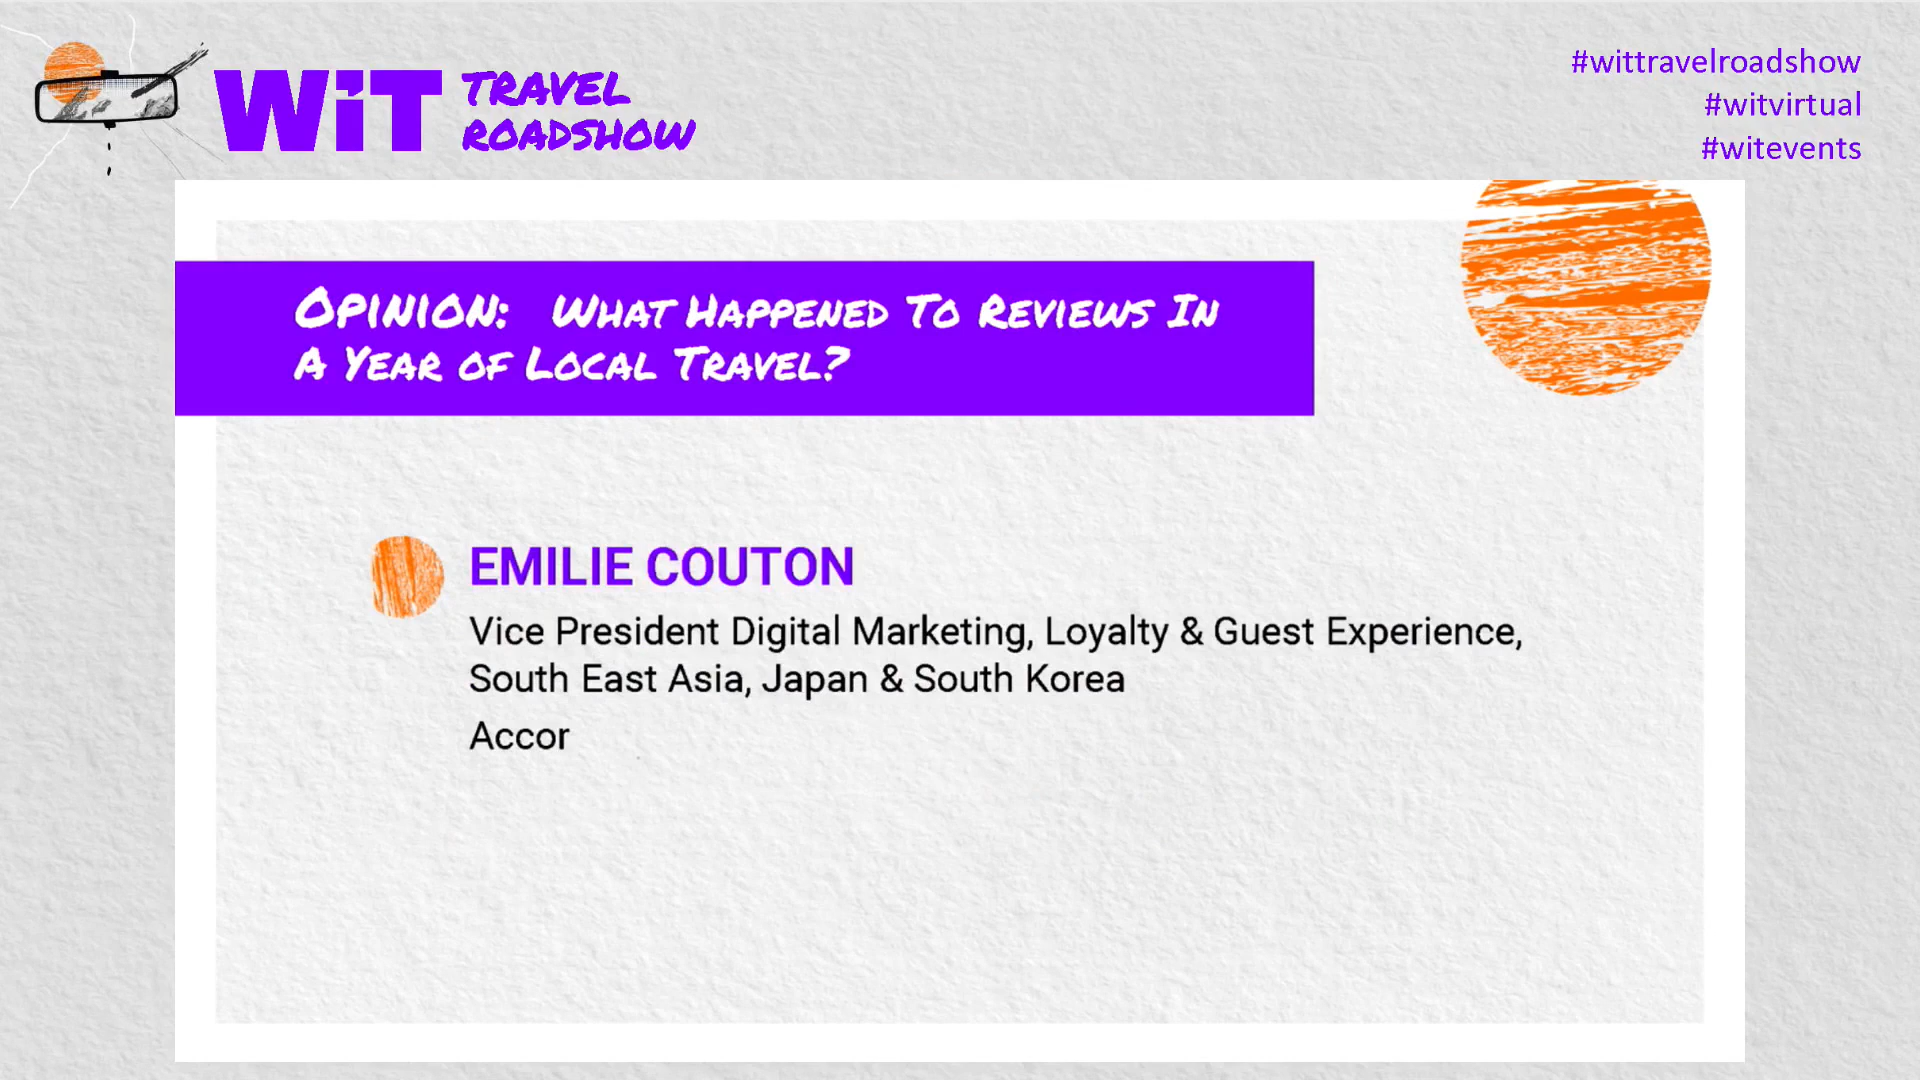 WiT TRAVEL
ROADSHOW
#wittravelroadshow
#witvirtual
#witevents
OPINION: WHAT HAPPENED TO REVIEWS IN
A YEAR OF LOCAL TRAVEL?
EMILIE COUTON
Vice President Digital Marketing, Loyalty & Guest Experience,
South East Asia, Japan & South Korea
Accor